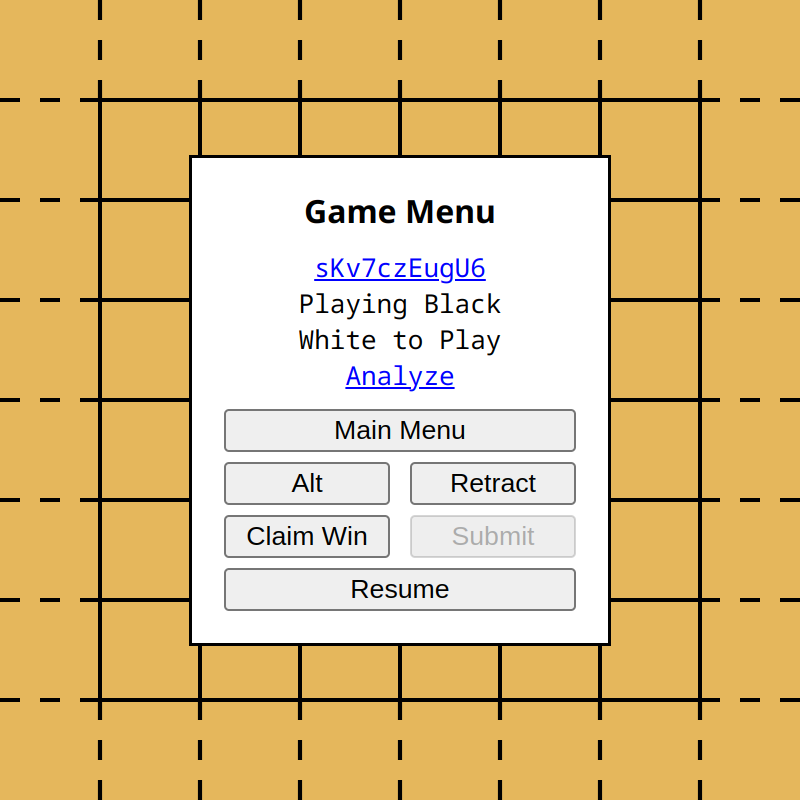 Game Menu
sKv7czEugU6
Playing Black
White to Play
Analyze
Main Menu
Alt
Retract
Claim Win
Submit
Resume